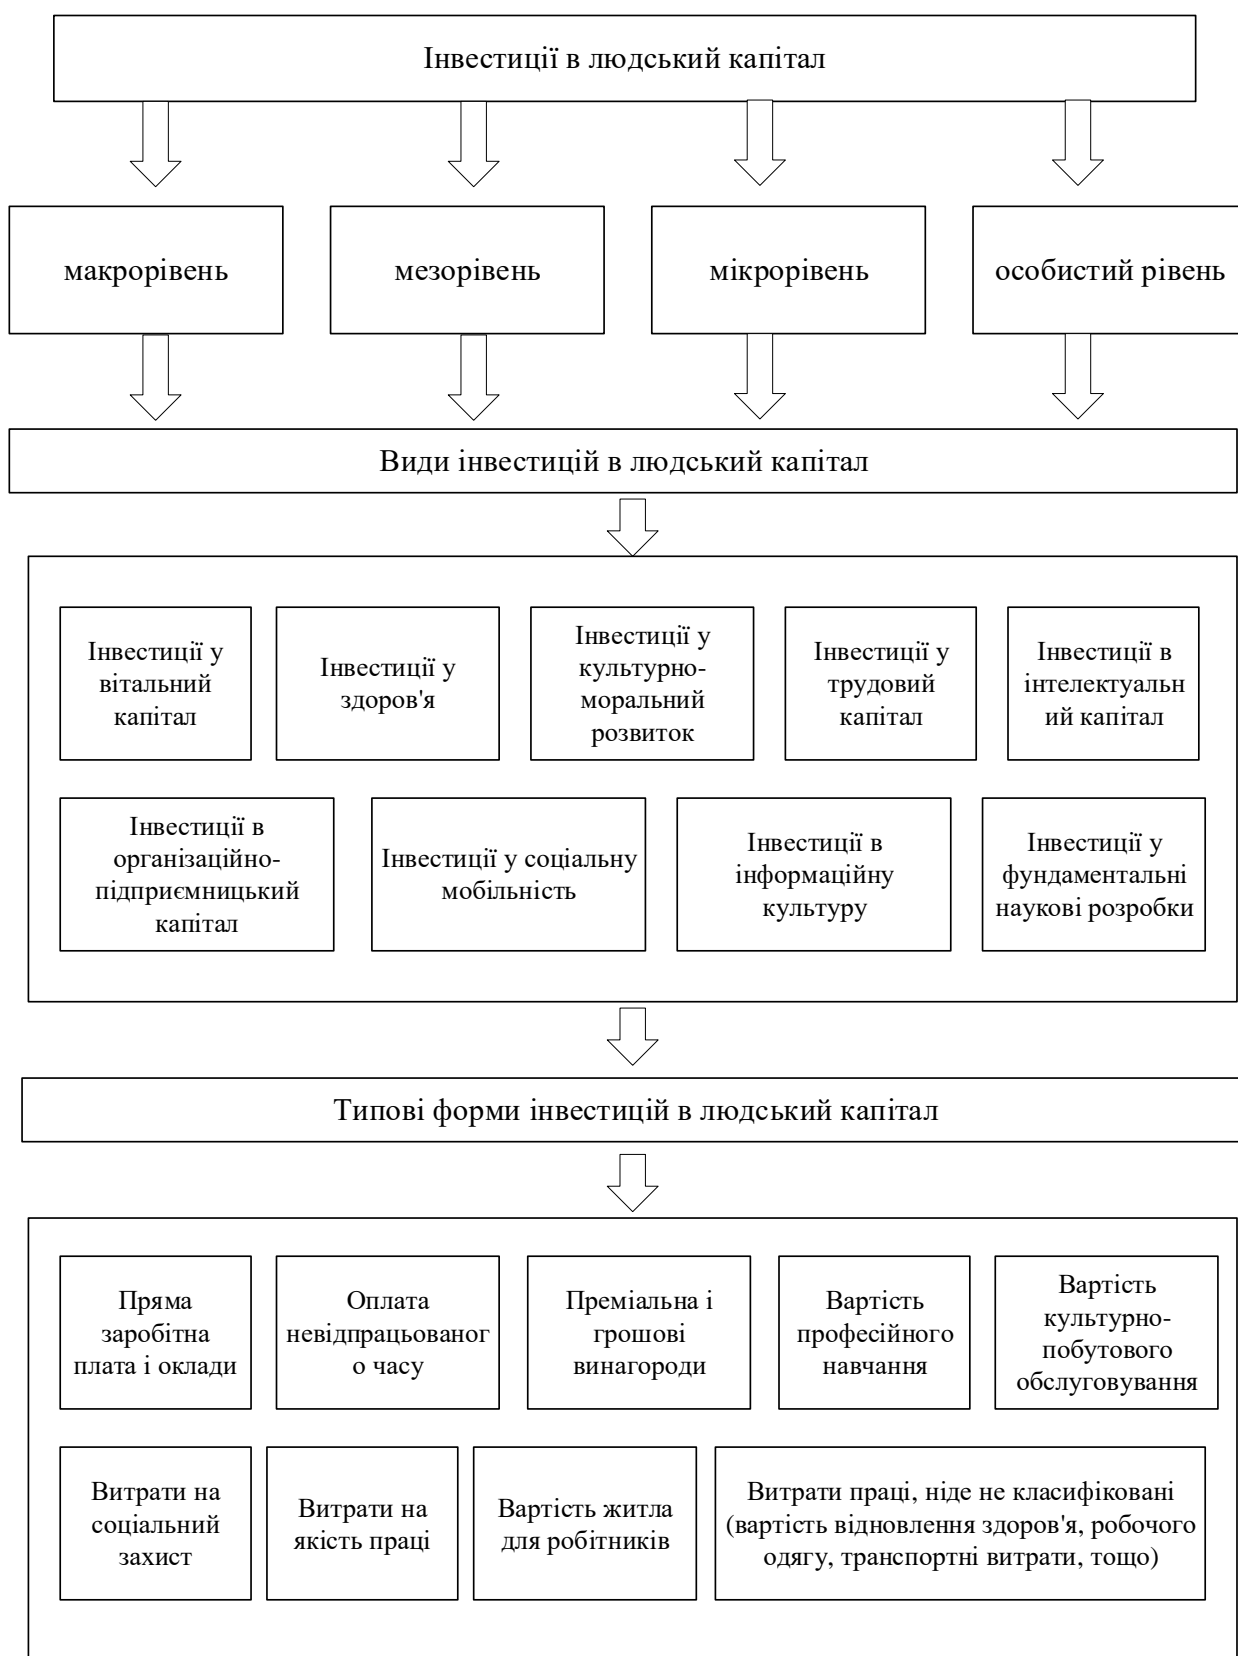 Інвестиції в людський капітал
макрорівень
мезорівень
мікрорівень
особистий рівень
Види інвестицій в людський капітал
Інвестиції у
вітальний
капітал
Інвестиції у
здоров'я
Інвестиції у
культурно-
моральний
розвиток
Інвестиції у
трудовий
капітал
Інвестиції в
інтелектуальн
ий капітал
Інвестиції в
організаційно-
підприємницький
капітал
Інвестиції у соціальну
мобільність
Інвестиції в
інформаційну
культуру
Інвестиції у
фундаментальні
наукові розробки
Типові форми інвестицій в людський капітал
Пряма
заробітна
плата і оклади
Оплата
невідпрацьованог
о часу
Преміальна і
грошові
винагороди
Вартість
професійного
навчання
Вартість
культурно-
побутового
обслуговування
Витрати на
соціальний
захист
Витрати на
якість праці
Вартість житла
для робітників
Витрати праці, ніде не класифіковані
(вартість відновлення здоров'я, робочого
одягу, транспортні витрати, тощо)